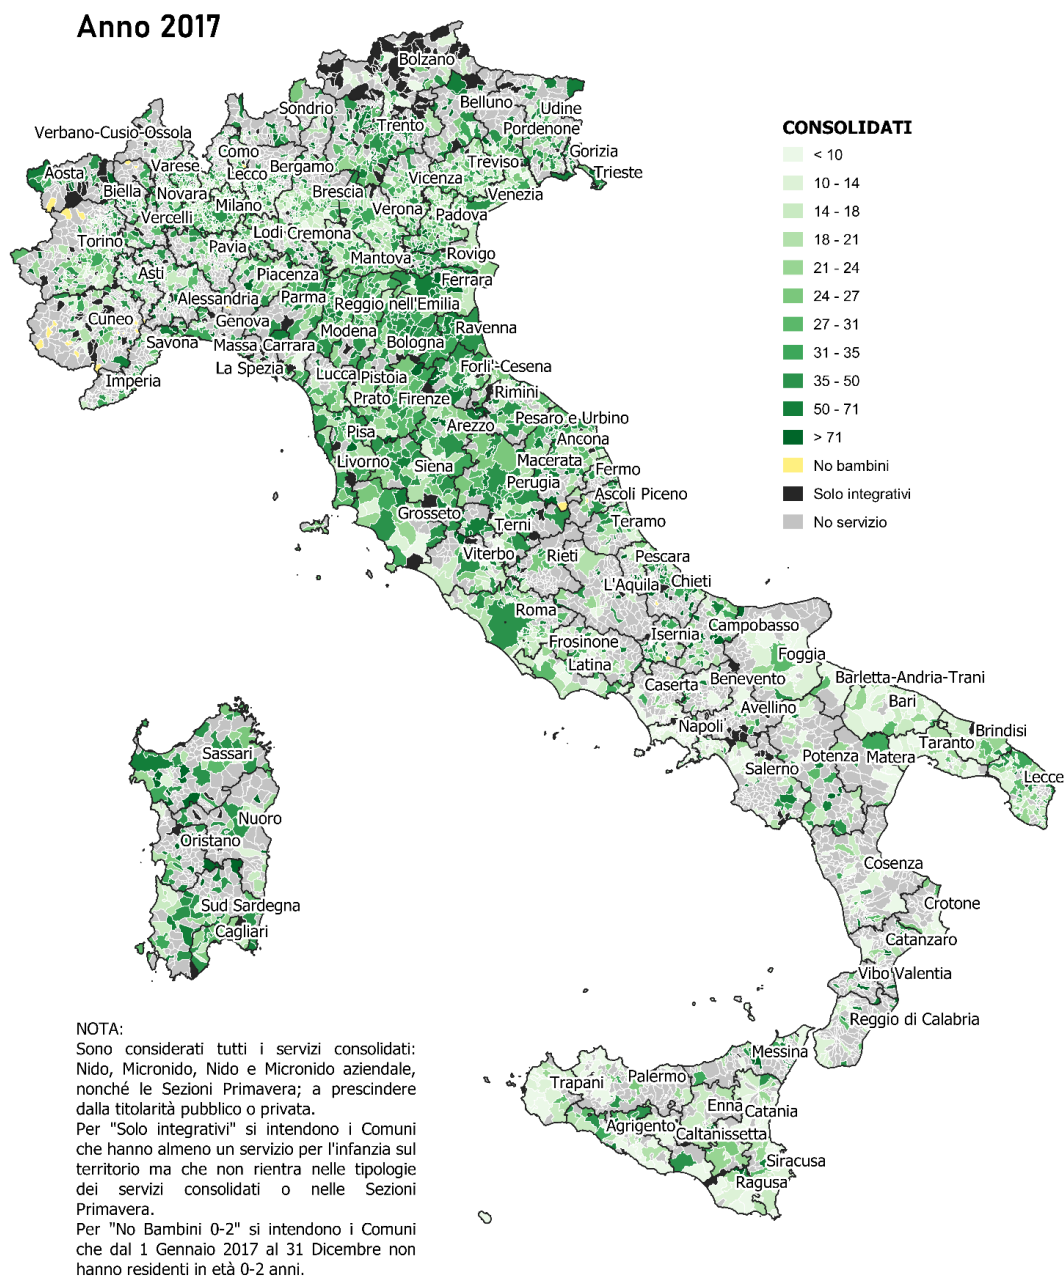 Anno 2017
Bolzano
Sondrio
Belluno
Udine
Trento
Pordenone
Verbano-Cusio-Ossola
Gorizia
Como
Treviso
Varese
Bergamo
Trieste
Aosta
Lecco
Vicenza
Biella
Novara
Brescia
Venezia
Milano
Verona
Padova
Vercelli
Lodi
Cremona
Torino
Pavia
Rovigo
Mantova
Asti
Piacenza
Ferrara
Alessandria
Parma
Reggio nell'Emilia
Cuneo
Genova
Modena
Ravenna
Savona
Massa Carrara
Bologna
La Spezia
Forli'-Cesena
Lucca
Pistoia
Imperia
Rimini
Prato
Firenze
Pesaro e Urbino
Arezzo
Pisa
Ancona
Livorno
Siena
Macerata
Fermo
Perugia
Ascoli Piceno
Grosseto
Terni
Teramo
Viterbo
Rieti
Pescara
L'Aquila
Chieti
Roma
Campobasso
Isernia
Frosinone
Foggia
Latina
Caserta
Benevento
Barletta-Andria-Trani
Bari
Avellino
Napoli
Brindisi
Taranto
Potenza
Matera
Salerno
Lecce
Sassari
Nuoro
Oristano
Cosenza
Sud Sardegna
Crotone
Cagliari
Catanzaro
Vibo Valentia
Reggio di Calabria
Messina
Palermo
Trapani
Enna
Catania
Agrigento
Caltanissetta
Siracusa
Ragusa
CONSOLIDATI
< 10
10 - 14
14 - 18
18 - 21
21 - 24
24 - 27
27 - 31
31 - 35
35 - 50
50 - 71
> 71
No bambini
Solo integrativi
No servizio
NOTA:
Sono considerati tutti i servizi consolidati:
Nido, Micronido, Nido e Micronido aziendale,
nonché le Sezioni Primavera; a prescindere
dalla titolarità pubblico o privata.
Per "Solo integrativi" si intendono i Comuni
che hanno almeno un servizio per l'infanzia sul
territorio ma che non rientra nelle tipologie
dei servizi consolidati o nelle Sezioni
Primavera.
Per "No Bambini 0-2" si intendono i Comuni
che dal 1 Gennaio 2017 al 31 Dicembre non
hanno residenti in età 0-2 anni.